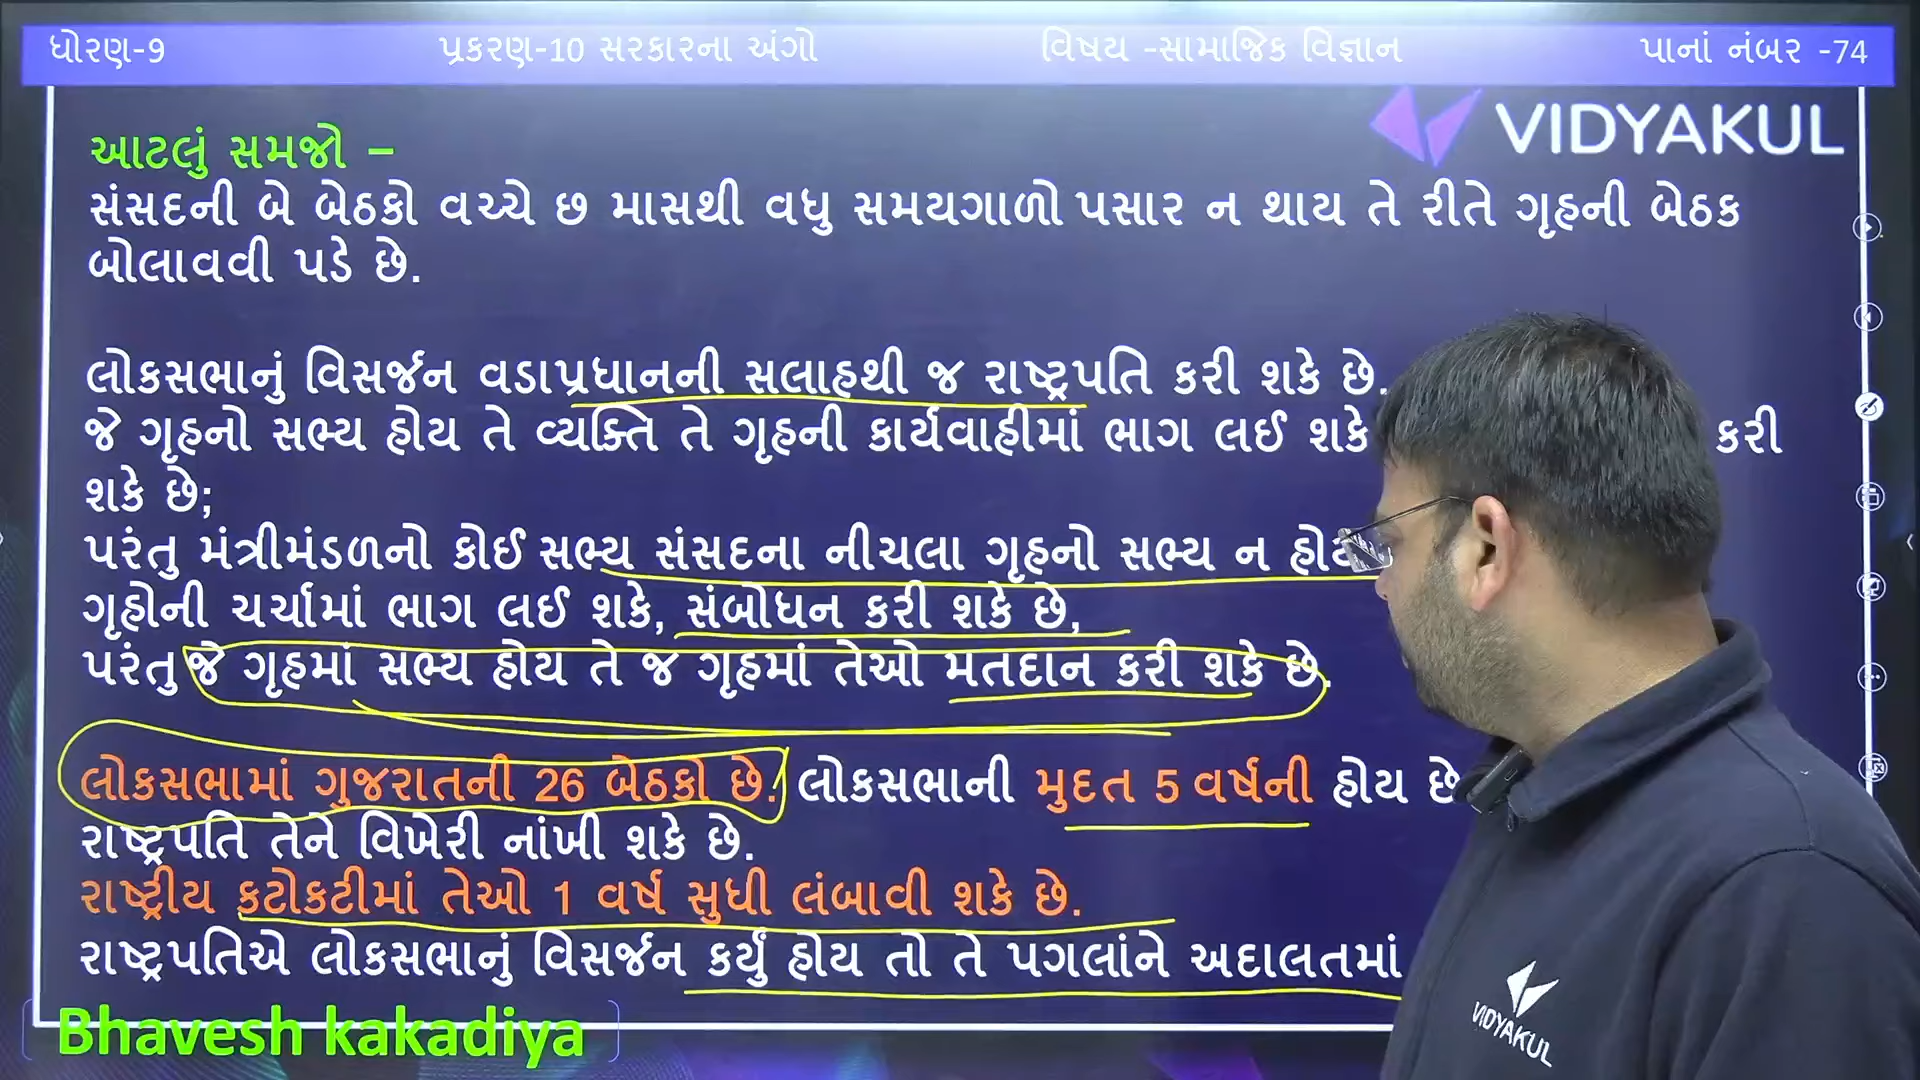 ધોરણ-9 પ્રકરણ-10 સરકારના અંગો વિષય -સામાજિક વિજ્ઞાન પાનાં નંબર -74
VIDYAKUL
આટલું સમજો –
સંસદની બે બેઠકો વચ્ચે છ માસથી વધુ સમયગાળો પસાર ન થાય તે રીતે ગૃહની બેઠક
બોલાવવી પડે છે.
લોકસભાનું વિસર્જન વડાપ્રધાનની સલાહથી જ રાષ્ટ્રપતિ કરી શકે છે.
જે ગૃહનો સભ્ય હોય તે વ્યક્તિ તે ગૃહની કાર્યવાહીમાં ભાગ લઈ શકે કરી
શકે છે;
પરંતુ મંત્રીમંડળનો કોઈ સભ્ય સંસદના નીચલા ગૃહનો સભ્ય ન
ગૃહોની ચર્ચામાં ભાગ લઈ શકે, સંબોધન કરી શકે છે,
પરંતુ જે ગૃહમાં સભ્ય હોય તે જ ગૃહમાં તેઓ મતદાન કરી શકે છે.
લોકસભામાં ગુજરાતની 26 બેઠકો છે. લોકસભાની મુદત 5 વર્ષની હોય છે
રાષ્ટ્રપતિ તેને વિખેરી નાંખી શકે છે.
રાષ્ટ્રીય કટોકટીમાં તેઓ 1 વર્ષ સુધી લંબાવી શકે છે.
રાષ્ટ્રપતિએ લોકસભાનું વિસર્જન કર્યું હોય તો તે પગલાંને અદાલતમાં
Bhavesh kakadiya
VIDYAKUL